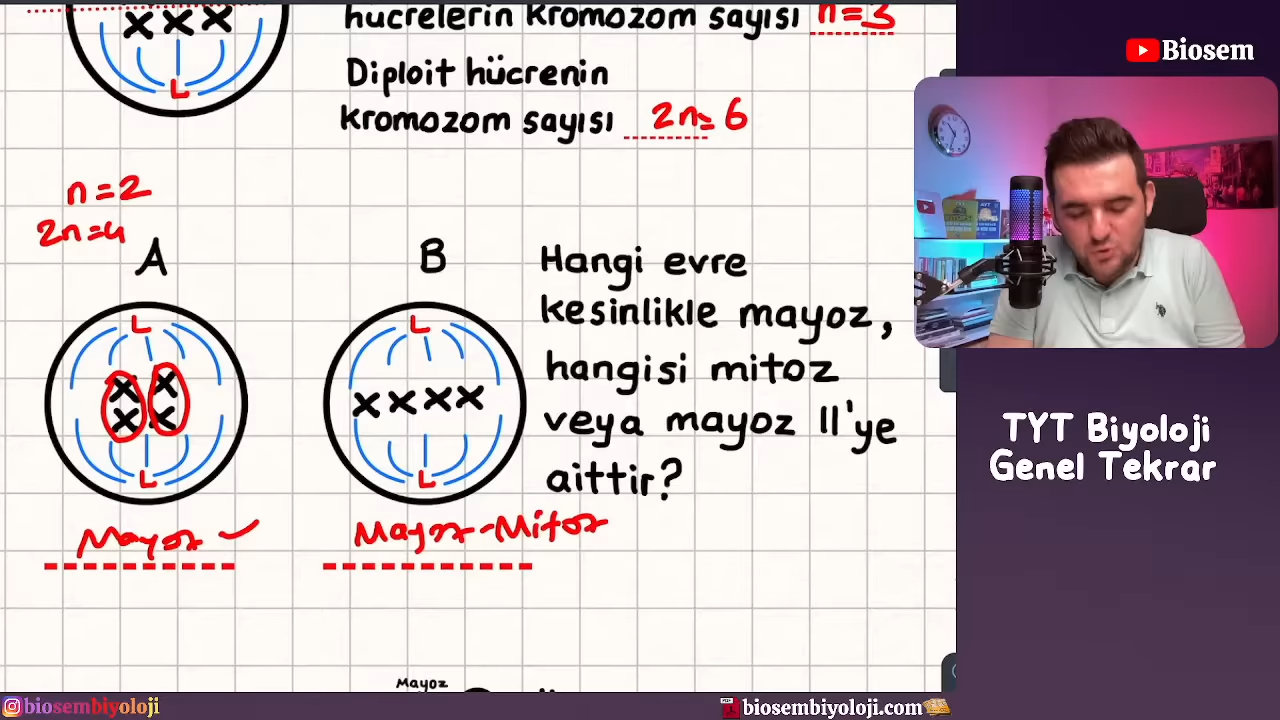 hücrelerin kromozom sayısı n=3
Diploit hücrenin
kromozom sayısı 2n=6
n=2
2n=4
A
B
L
L
L
L
L
Hangi evre
kesinlikle mayoz,
hangisi mitoz
veya mayoz II'ye
aittir?
Mayoz
Mayoz-Mitoz
Mayoz
Biosem
TYT Biyoloji
Genel Tekrar
biosembiyoloji
biosembiyoloji.com